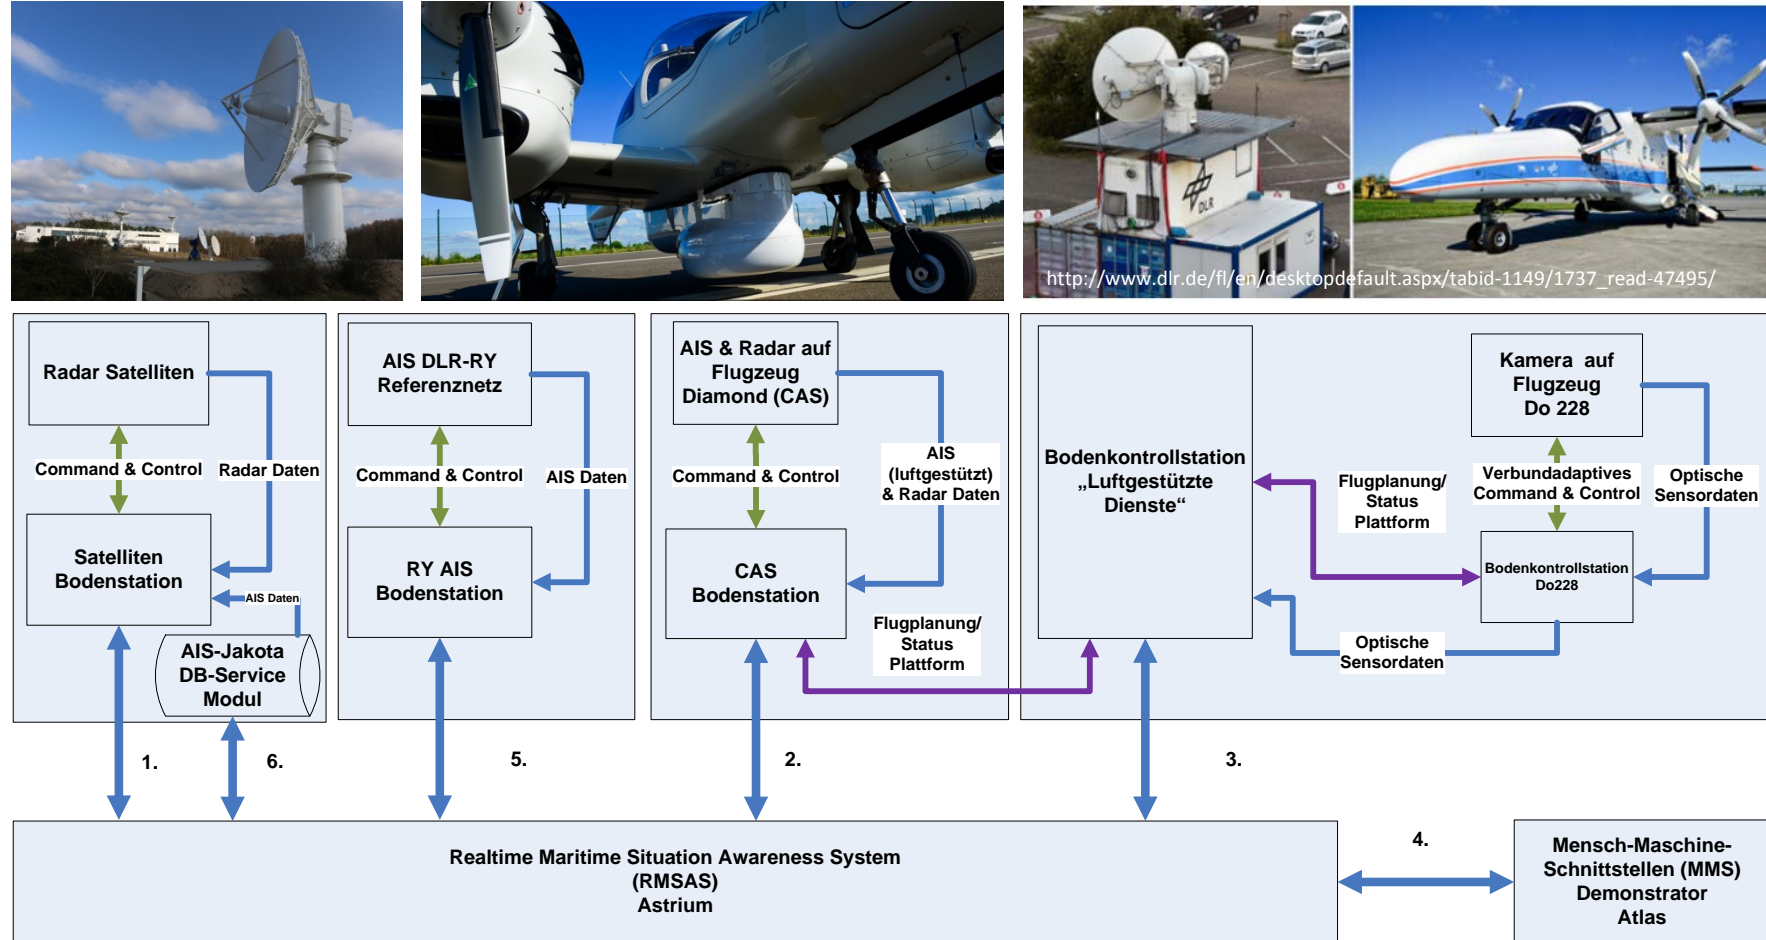 GUA
DLR
http://www.dlr.de/fl/en/desktopdefault.aspx/tabid-1149/1737_read-47495/
Radar Satelliten
Command & Control
Radar Daten
Satelliten
Bodenstation
AIS Daten
AIS-Jakota
DB-Service
Modul
AIS DLR-RY
Referenznetz
Command & Control
AIS Daten
RY AIS
Bodenstation
AIS & Radar auf
Flugzeug
Diamond (CAS)
Command & Control
AIS
(luftgestützt)
& Radar Daten
CAS
Bodenstation
Flugplanung/
Status
Plattform
Bodenkontrollstation
„Luftgestützte
Dienste“
Flugplanung/
Status
Plattform
Kamera auf
Flugzeug
Do 228
Verbundadaptives
Command & Control
Optische
Sensordaten
Bodenkontrollstation
Do228
Optische
Sensordaten
1.
6.
5.
2.
3.
4.
Realtime Maritime Situation Awareness System
(RMSAS)
Astrium
Mensch-Maschine-
Schnittstellen (MMS)
Demonstrator
Atlas